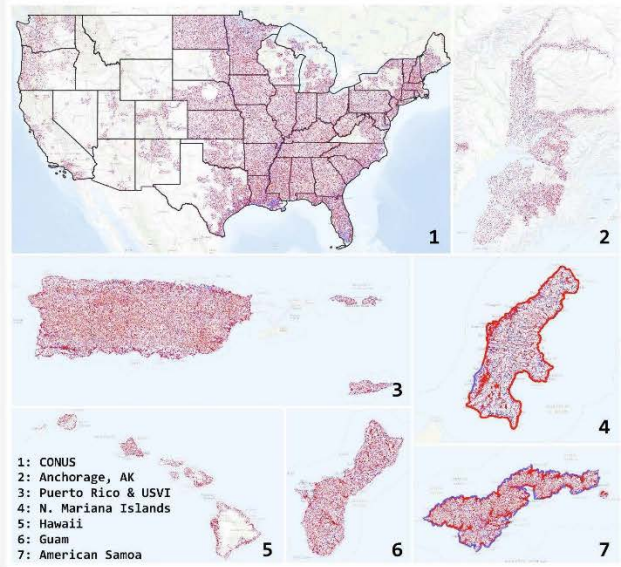 1
2
3
4
1: CONUS
2: Anchorage, AK
3: Puerto Rico & USVI
4: N. Mariana Islands
5: Hawaii
6: Guam
7: American Samoa
5
6
7